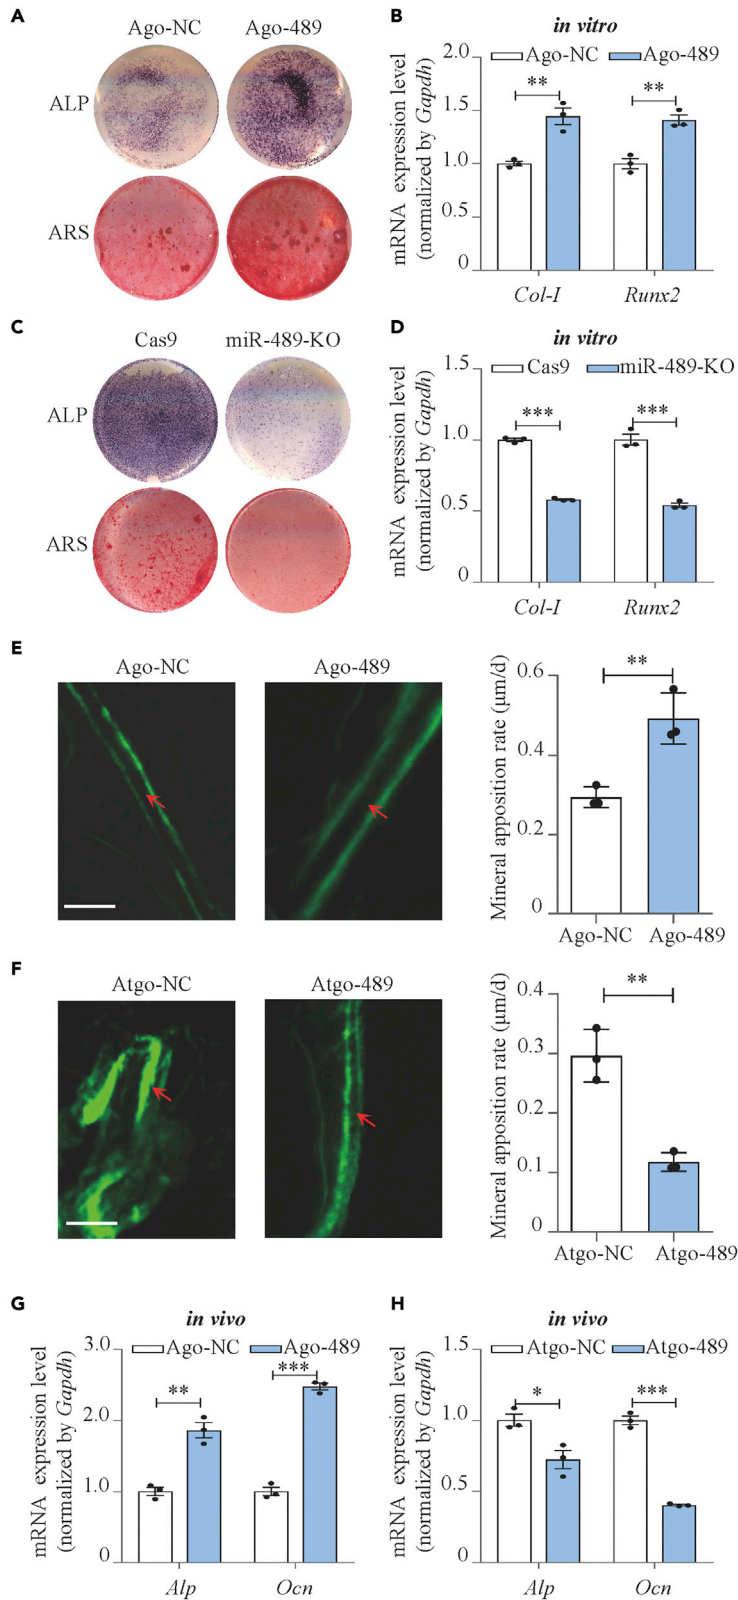 A
Ago-NC Ago-489
ALP
ARS
B
in vitro
Ago-NC Ago-489
mRNA expression level
(normalized by Gapdh)
2.0
1.5
1.0
0.5
0
** **
Col-I Runx2
C
Cas9 miR-489-KO
ALP
ARS
D
in vitro
Cas9 miR-489-KO
mRNA expression level
(normalized by Gapdh)
1.5
1.0
0.5
0
*** ***
Col-I Runx2
E
Ago-NC Ago-489
Mineral apposition rate (μm/d)
0.6
0.4
0.2
0
**
Ago-NC Ago-489
F
Atgo-NC Atgo-489
Mineral apposition rate (μm/d)
0.4
0.3
0.2
0.1
0
**
Atgo-NC Atgo-489
G
in vivo
Ago-NC Ago-489
mRNA expression level
(normalized by Gapdh)
3.0
2.0
1.0
0
** ***
Alp Ocn
H
in vivo
Atgo-NC Atgo-489
mRNA expression level
(normalized by Gapdh)
1.5
1.0
0.5
0
* ***
Alp Ocn